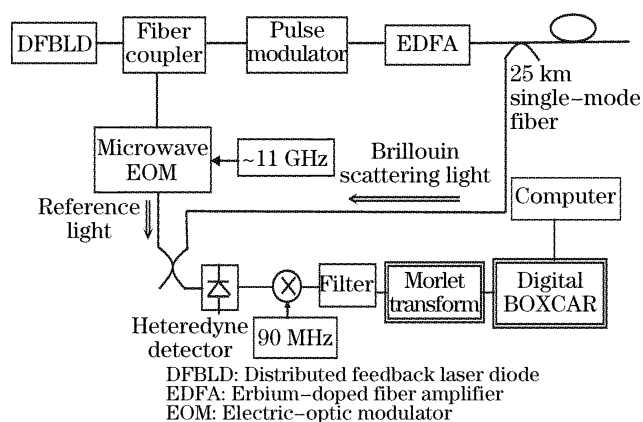 DFBLD
Fiber
coupler
Pulse
modulator
EDFA
25 km
single-mode
fiber
Microwave
EOM
~11 GHz
Brillouin
scattering light
Computer
Reference
light
Filter
Morlet
transform
Digital
BOXCAR
Heteredyne
detector
90 MHz
DFBLD: Distributed feedback laser diode
EDFA: Erbium-doped fiber amplifier
EOM: Electric-optic modulator